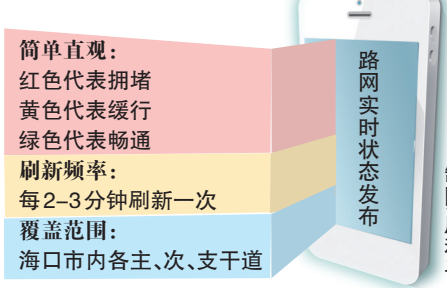 简单直观：
红色代表拥堵
黄色代表缓行
绿色代表畅通
刷新频率：
每2-3分钟刷新一次
覆盖范围：
海口市内各主、次、支干道
路网实时状态发布